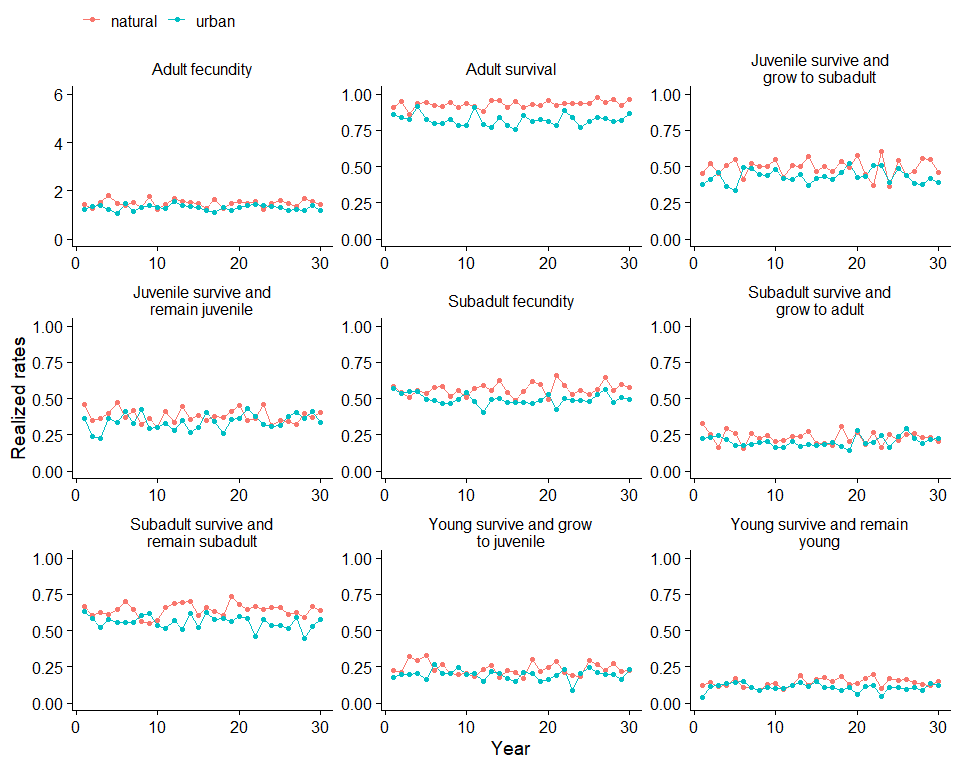 natural urban
Adult fecundity
6
4
2
0
0 10 20 30
Adult survival
1.00
0.75
0.50
0.25
0.00
0 10 20 30
Juvenile survive and
grow to subadult
1.00
0.75
0.50
0.25
0.00
0 10 20 30
Juvenile survive and
remain juvenile
1.00
0.75
0.50
0.25
0.00
0 10 20 30
Subadult fecundity
1.00
0.75
0.50
0.25
0.00
0 10 20 30
Subadult survive and
grow to adult
1.00
0.75
0.50
0.25
0.00
0 10 20 30
Subadult survive and
remain subadult
1.00
0.75
0.50
0.25
0.00
0 10 20 30
Young survive and grow
to juvenile
1.00
0.75
0.50
0.25
0.00
0 10 20 30
Young survive and remain
young
1.00
0.75
0.50
0.25
0.00
0 10 20 30
Realized rates
Year